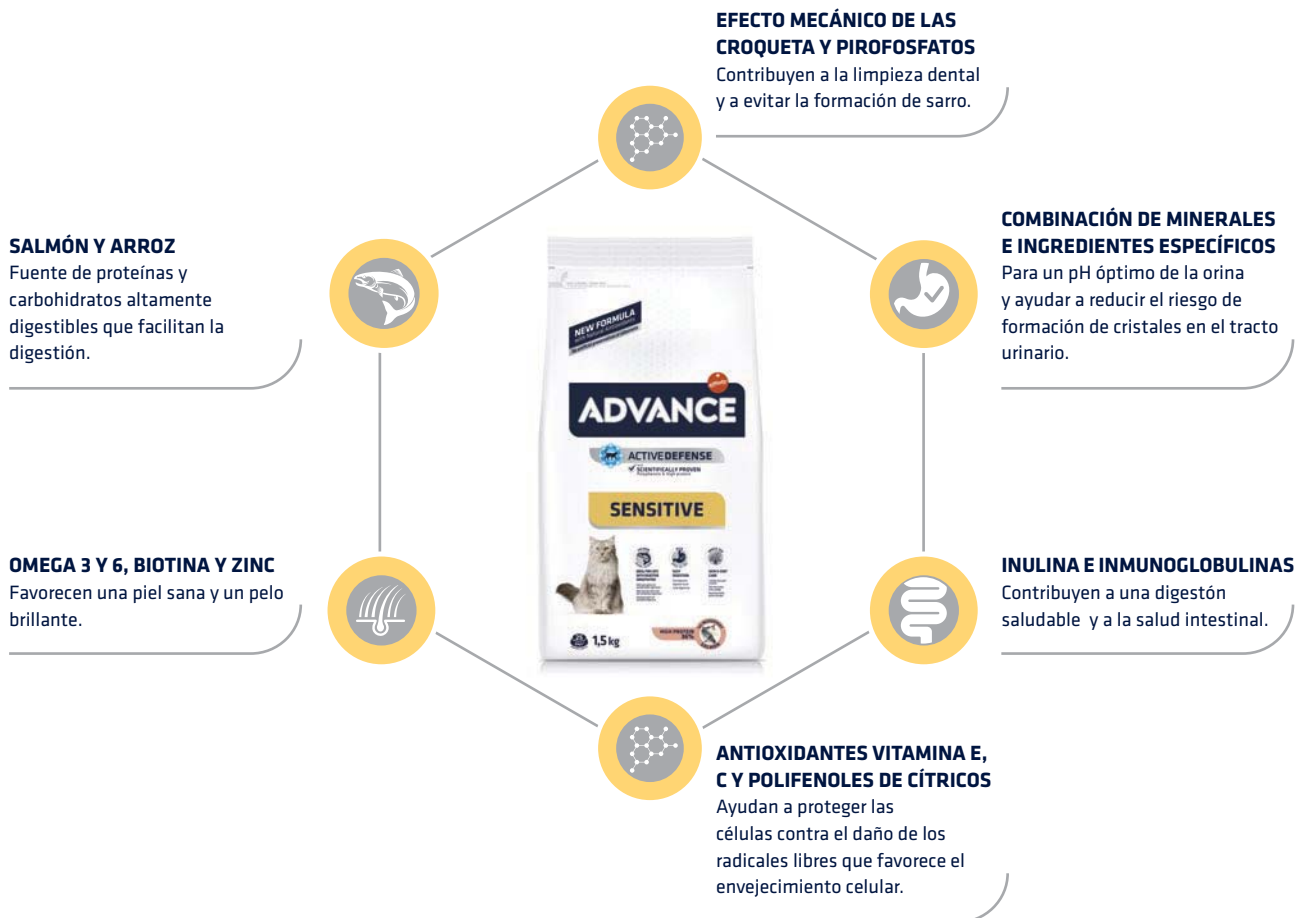 EFECTO MECÁNICO DE LAS
CROQUETA Y PIROFOSFATOS
Contribuyen a la limpieza dental
y a evitar la formación de sarro.
SALMÓN Y ARROZ
Fuente de proteínas y
carbohidratos altamente
digestibles que facilitan la
digestión.
COMBINACIÓN DE MINERALES
E INGREDIENTES ESPECÍFICOS
Para un pH óptimo de la orina
y ayudar a reducir el riesgo de
formación de cristales en el tracto
urinario.
NEW FORMULA
ADVANCE
ACTIVE DEFENSE
SCIENTIFICALLY PROVEN
SENSITIVE
HIGH PROTEIN
1,5 kg
OMEGA 3 Y 6, BIOTINA Y ZINC
Favorecen una piel sana y un pelo
brillante.
INULINA E INMUNOGLOBULINAS
Contribuyen a una digestón
saludable y a la salud intestinal.
ANTIOXIDANTES VITAMINA E,
C Y POLIFENOLES DE CÍTRICOS
Ayudan a proteger las
células contra el daño de los
radicales libres que favorece el
envejecimiento celular.